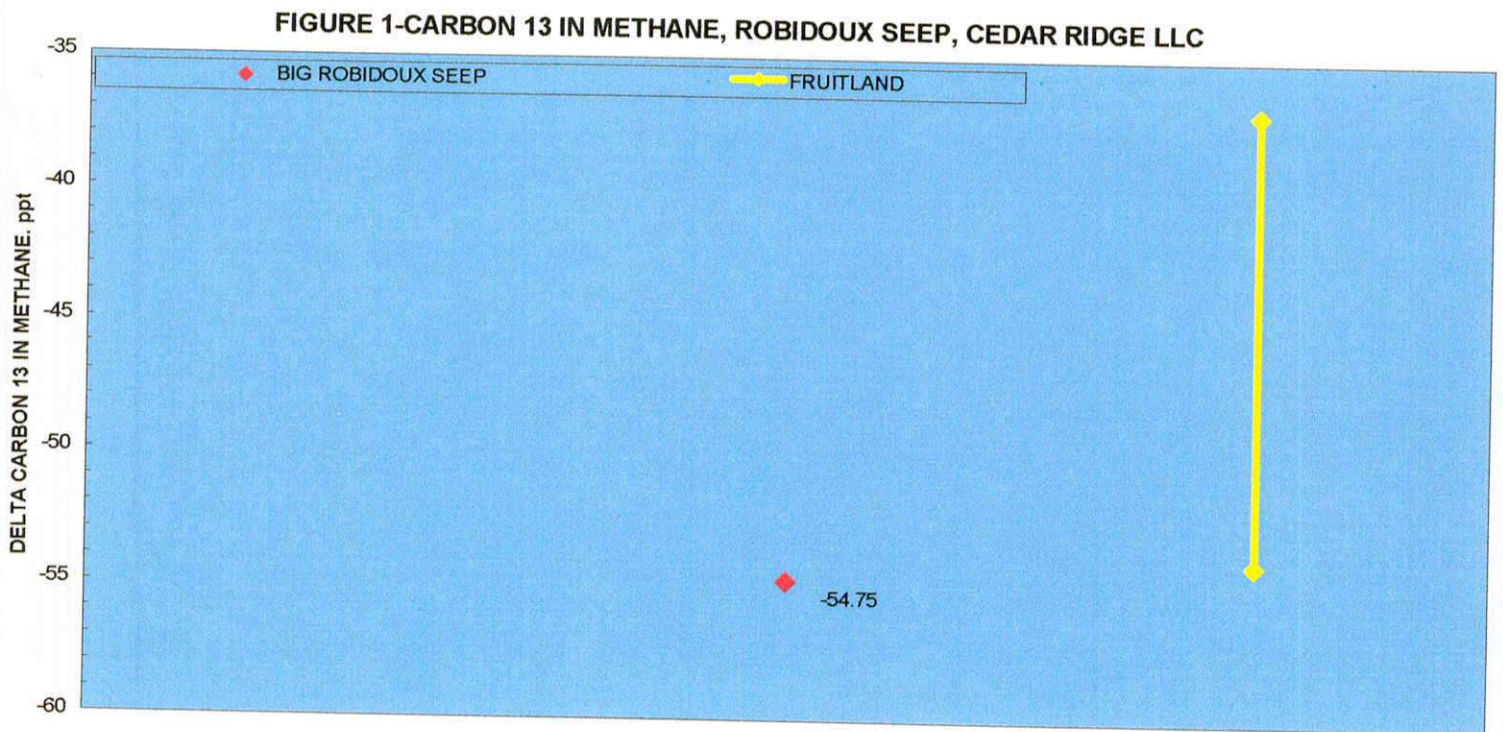 FIGURE 1-CARBON 13 IN METHANE, ROBIDOUX SEEP, CEDAR RIDGE LLC
BIG ROBIDOUX SEEP
FRUITLAND
DELTA CARBON 13 IN METHANE. ppt
-35
-40
-45
-50
-55
-60
-54.75